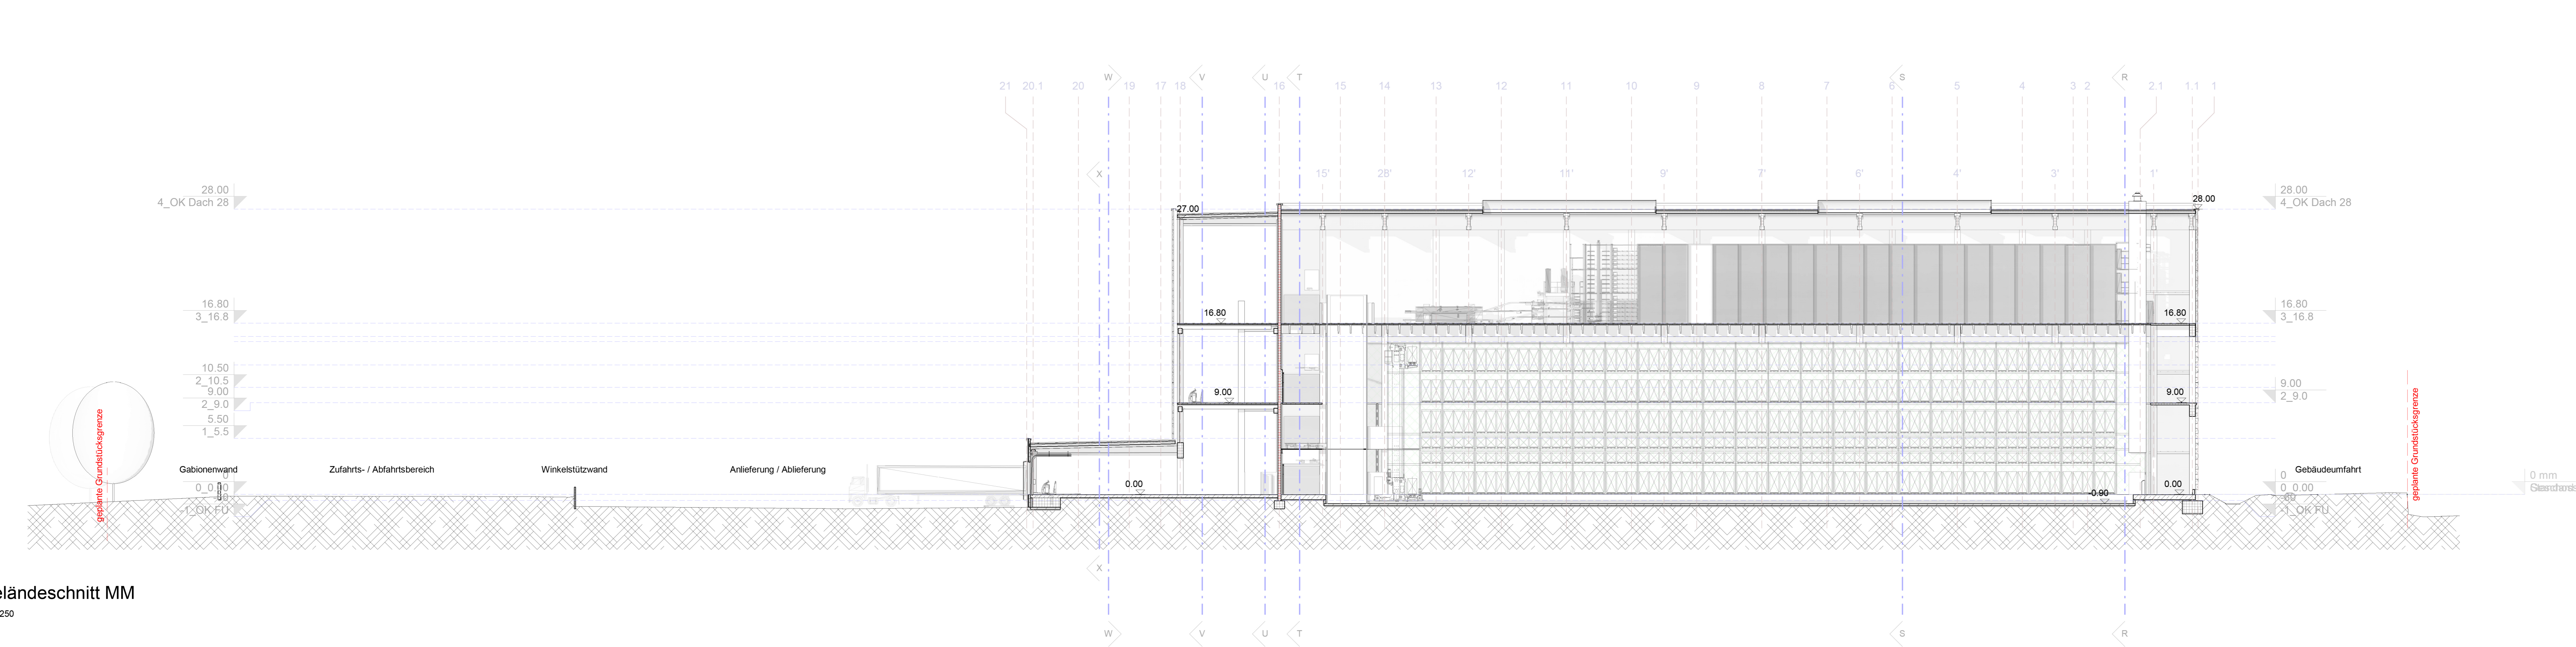 W V U T S R
21 20.1 20 19 17 18 16 15 14 13 12 11 10 9 8 7 6 5 4 3 2 2.1 1.1 1
X 15' 28' 12' 11' 9' 7' 6' 4' 3' 1'
28.00
4_OK Dach 28
27.00
28.00
28.00
4_OK Dach 28
16.80
3_16.8
16.80
16.80
16.80
3_16.8
10.50
2_10.5
9.00
2_9.0
9.00
9.00
9.00
2_9.0
5.50
1_5.5
geplante Grundstücksgrenze
Gabionenwand
Zufahrts- / Abfahrtsbereich
Winkelstützwand
Anlieferung / Ablieferung
Gebäudeumfahrt
geplante Grundstücksgrenze
0
0_0.00
-1_OK FU
0.00
-0.90
0.00
0
0_0.00
-1_OK FU
0 mm
X
eländeschnitt MM
250
W V U T S R